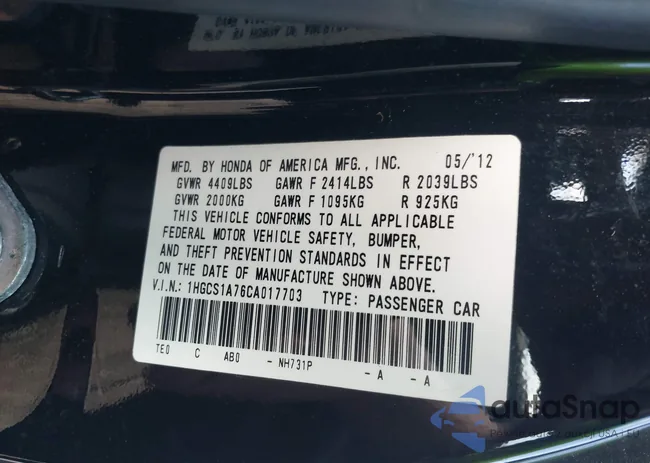 MFD. BY HONDA OF AMERICA MFG., INC. 05/'12
GVWR 4409LBS GAWR F 2414LBS R 2039LBS
GVWR 2000KG GAWR F 1095KG R 925KG
THIS VEHICLE CONFORMS TO ALL APPLICABLE
FEDERAL MOTOR VEHICLE SAFETY, BUMPER,
AND THEFT PREVENTION STANDARDS IN EFFECT
ON THE DATE OF MANUFACTURE SHOWN ABOVE.
V.I.N.: 1HGCS1A76CA017703 TYPE: PASSENGER CAR
TE0 C AB0 - NH731P - A - A
autoSnap